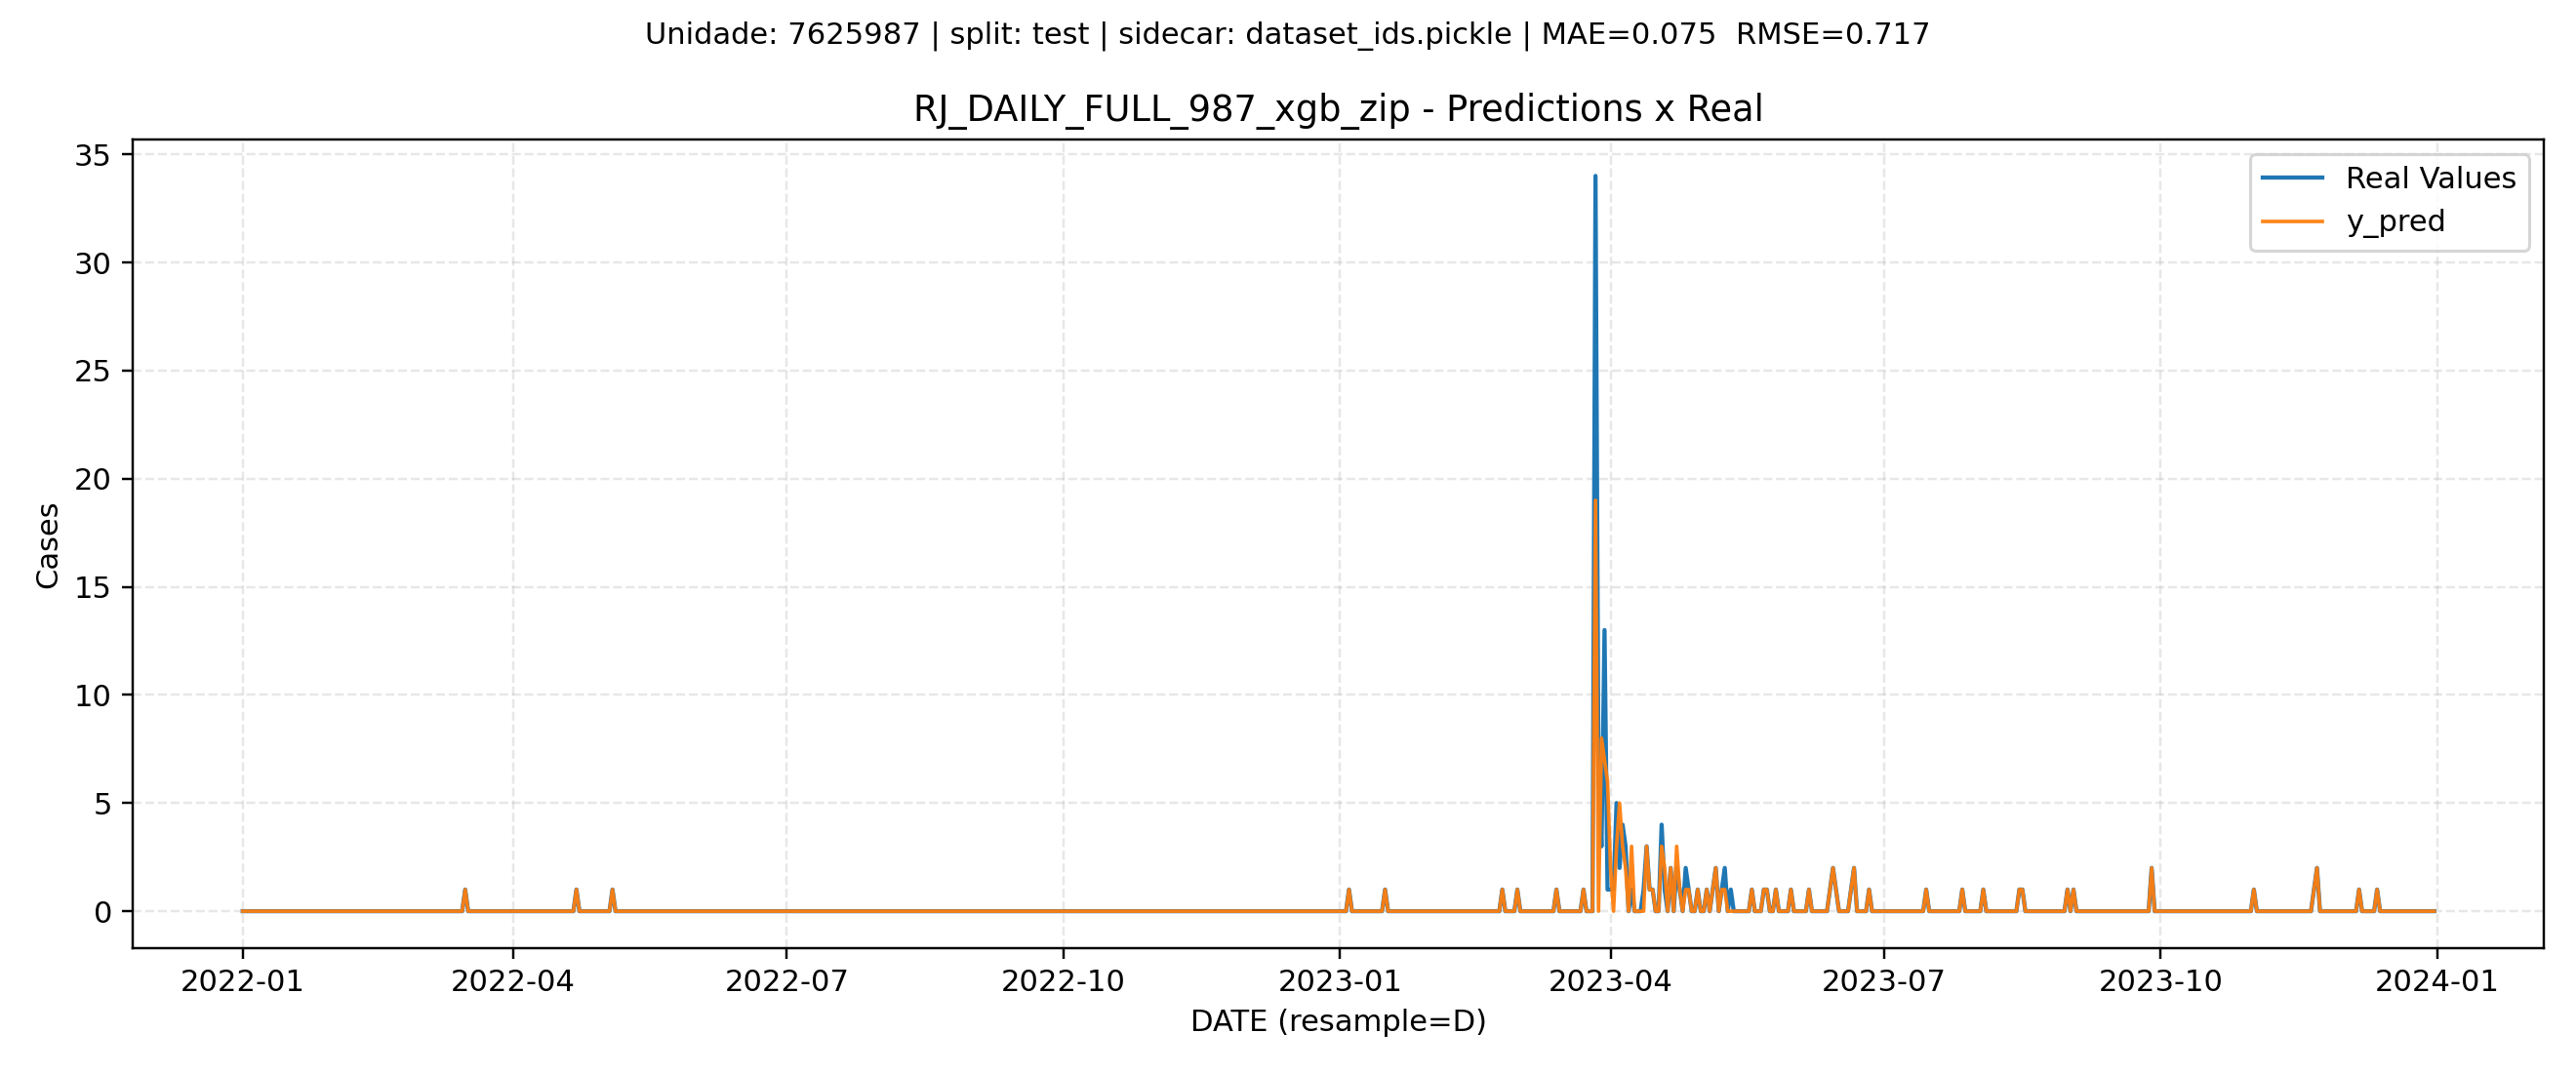 Unidade: 7625987 | split: test | sidecar: dataset_ids.pickle | MAE=0.075  RMSE=0.717
RJ_DAILY_FULL_987_xgb_zip - Predictions x Real
35
30
25
20
15
10
5
0
Cases
Real Values
y_pred
2022-01
2022-04
2022-07
2022-10
2023-01
2023-04
2023-07
2023-10
2024-01
DATE (resample=D)